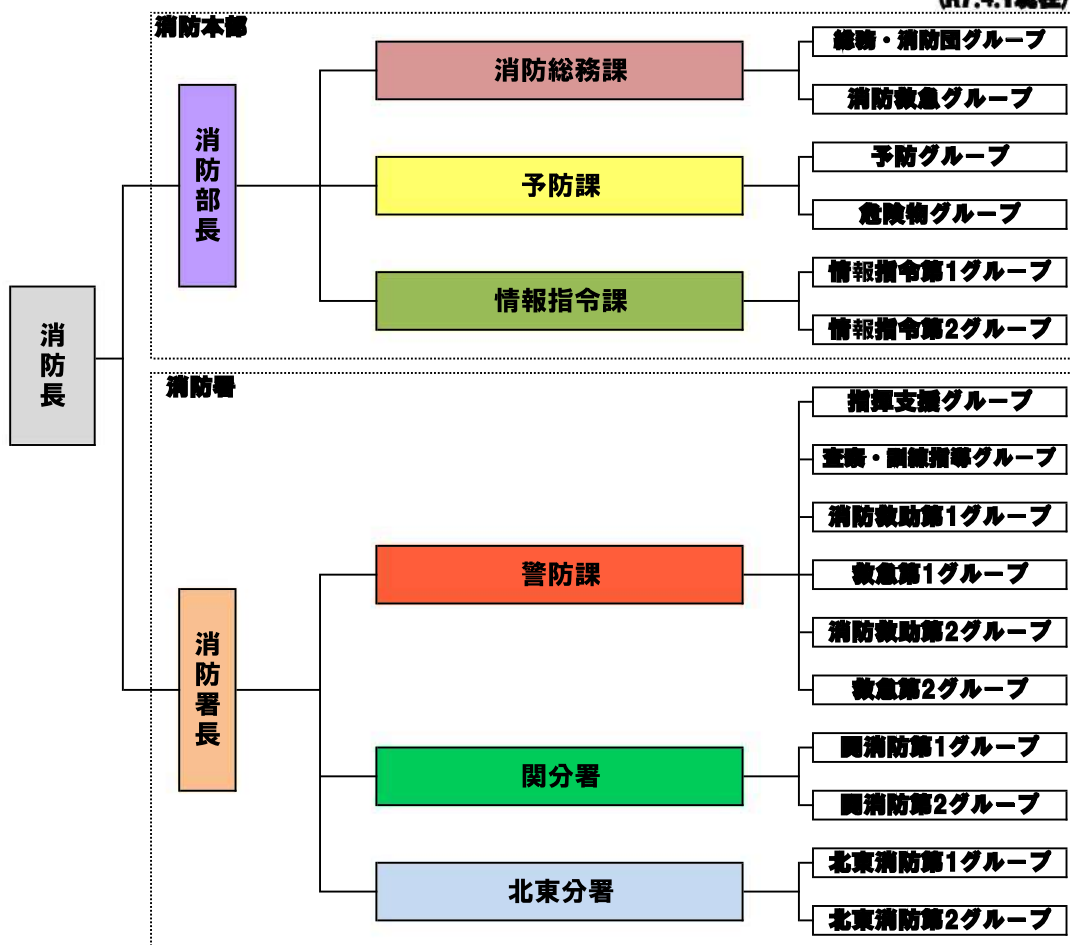 (R7.4.1現在)
消防本部
総務・消防団グループ
消防総務課
消防救急グループ
消防部長
予防グループ
予防課
危険物グループ
情報指令第1グループ
情報指令課
情報指令第2グループ
消防長
消防署
指揮支援グループ
査察・訓練指導グループ
消防救助第1グループ
警防課
救急第1グループ
消防救助第2グループ
消防署長
救急第2グループ
関消防第1グループ
関分署
関消防第2グループ
北東消防第1グループ
北東分署
北東消防第2グループ